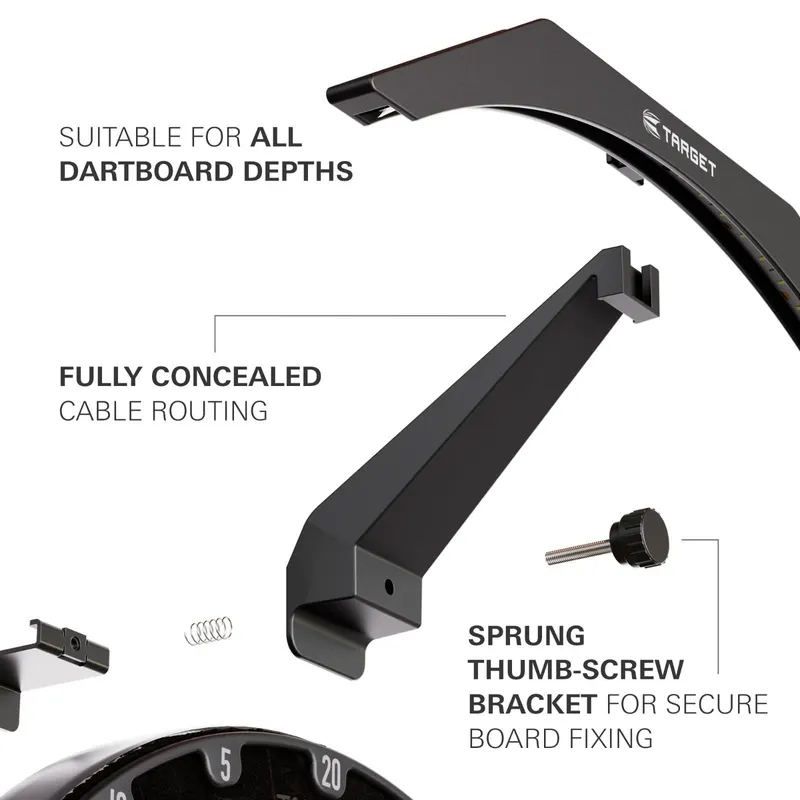 TARGET
SUITABLE FOR ALL
DARTBOARD DEPTHS
FULLY CONCEALED
CABLE ROUTING
SPRUNG
THUMB-SCREW
BRACKET FOR SECURE
BOARD FIXING
5
20